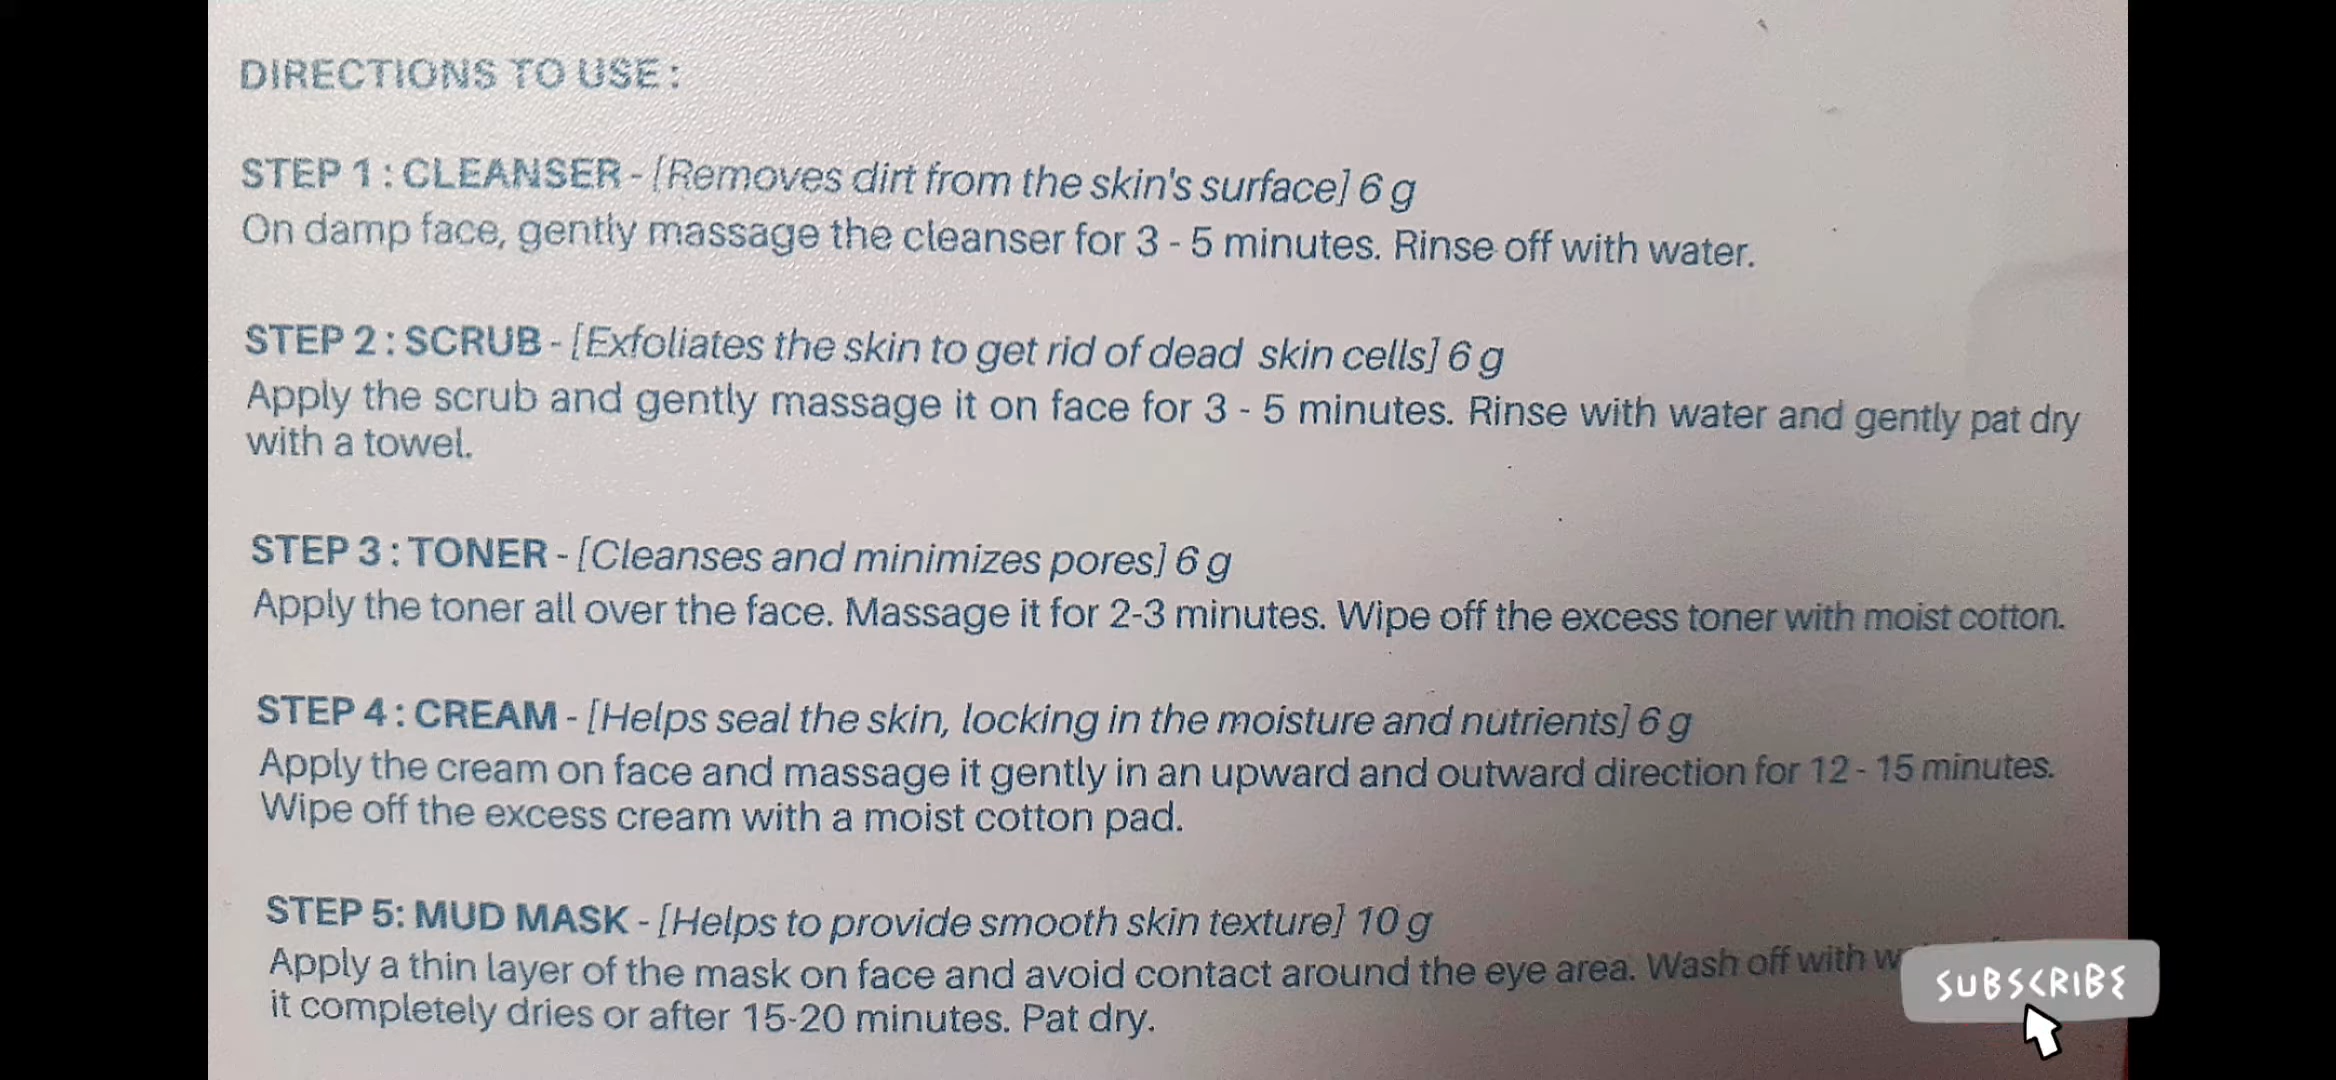 DIRECTIONS TO USE :
STEP 1 : CLEANSER - [Removes dirt from the skin's surface] 6 g
On damp face, gently massage the cleanser for 3 - 5 minutes. Rinse off with water.
STEP 2 : SCRUB - [Exfoliates the skin to get rid of dead skin cells] 6 g
Apply the scrub and gently massage it on face for 3 - 5 minutes. Rinse with water and gently pat dry
with a towel.
STEP 3 : TONER - [Cleanses and minimizes pores] 6 g
Apply the toner all over the face. Massage it for 2-3 minutes. Wipe off the excess toner with moist cotton.
STEP 4 : CREAM - [Helps seal the skin, locking in the moisture and nutrients] 6 g
Apply the cream on face and massage it gently in an upward and outward direction for 12 - 15 minutes.
Wipe off the excess cream with a moist cotton pad.
STEP 5: MUD MASK - [Helps to provide smooth skin texture] 10 g
Apply a thin layer of the mask on face and avoid contact around the eye area. Wash off with
it completely dries or after 15-20 minutes. Pat dry.
SUBSCRIBE